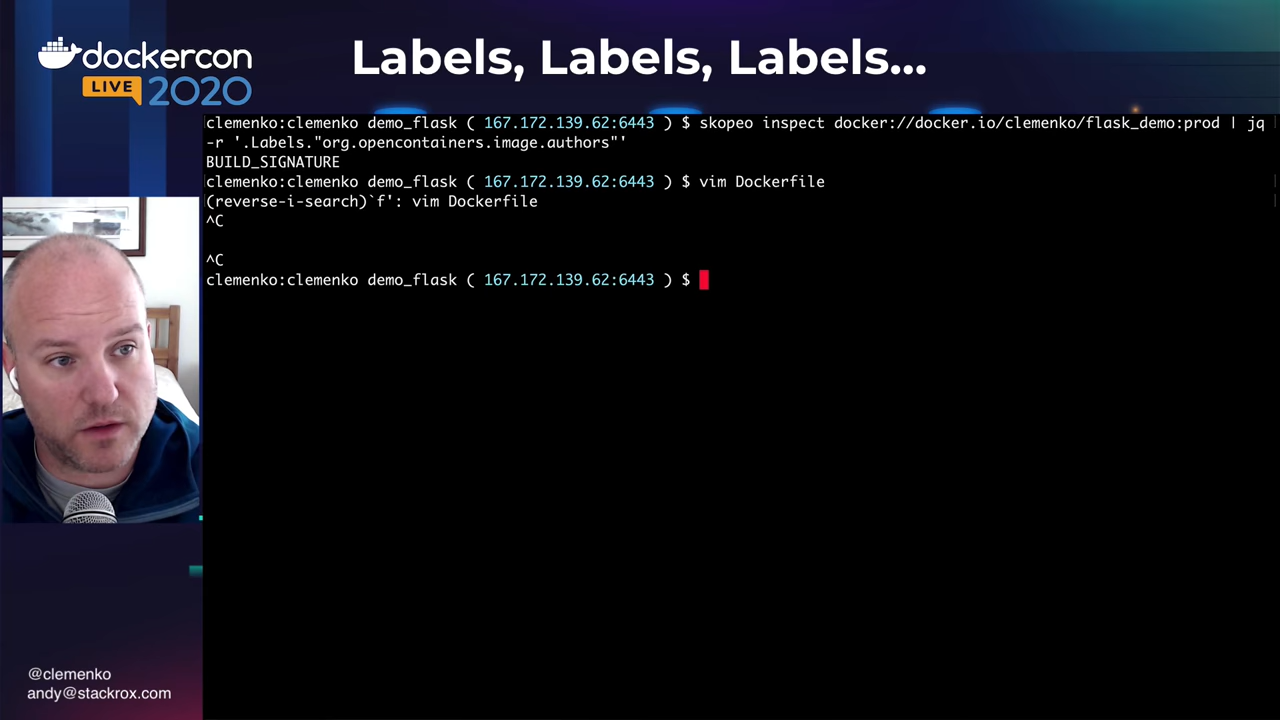 dockercon
LIVE 2020
Labels, Labels, Labels...
clemenko:clemenko demo_flask ( 167.172.139.62:6443 ) $ skopeo inspect docker://docker.io/clemenko/flask_demo:prod | jq
-r '.Labels."org.opencontainers.image.authors"'
BUILD_SIGNATURE
clemenko:clemenko demo_flask ( 167.172.139.62:6443 ) $ vim Dockerfile
(reverse-i-search)`f': vim Dockerfile
^C
^C
clemenko:clemenko demo_flask ( 167.172.139.62:6443 ) $
@clemenko
andy@stackrox.com